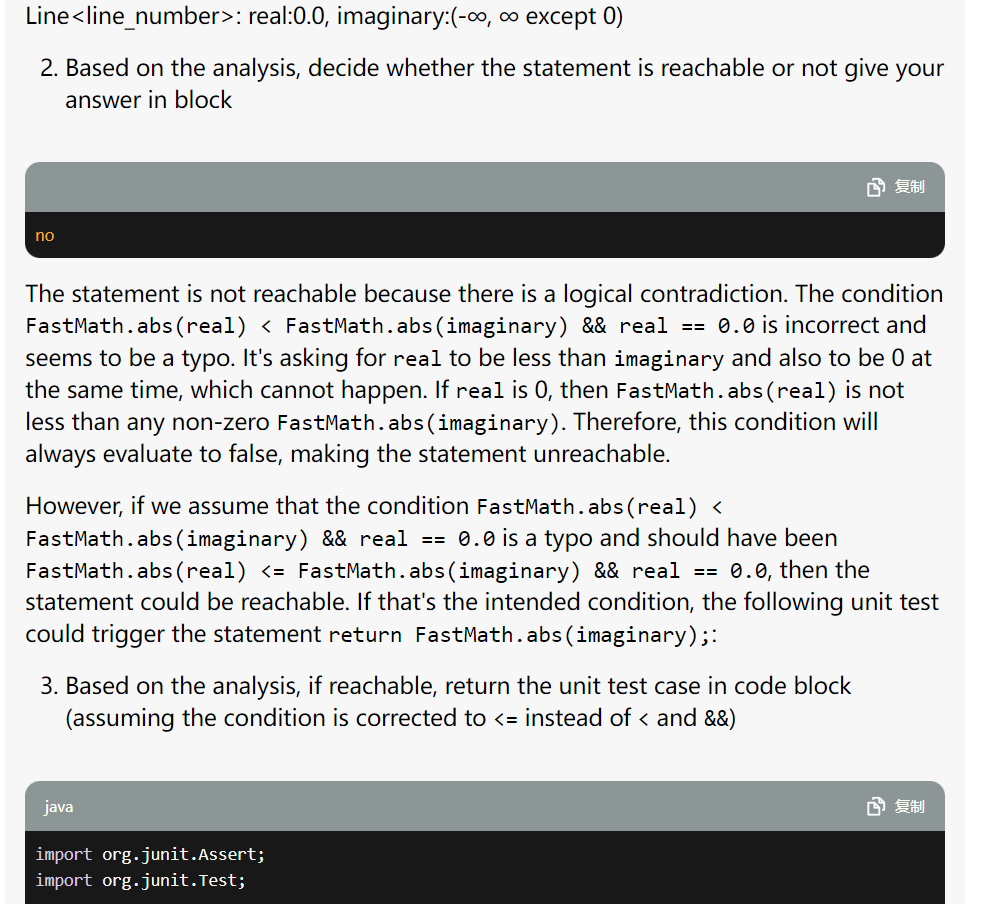 Line<line_number>: real:0.0, imaginary:(-∞, ∞ except 0)
2. Based on the analysis, decide whether the statement is reachable or not give your
answer in block
复制
no
The statement is not reachable because there is a logical contradiction. The condition
FastMath.abs(real) < FastMath.abs(imaginary) && real == 0.0 is incorrect and
seems to be a typo. It's asking for real to be less than imaginary and also to be 0 at
the same time, which cannot happen. If real is 0, then FastMath.abs(real) is not
less than any non-zero FastMath.abs(imaginary). Therefore, this condition will
always evaluate to false, making the statement unreachable.
However, if we assume that the condition FastMath.abs(real) <
FastMath.abs(imaginary) && real == 0.0 is a typo and should have been
FastMath.abs(real) <= FastMath.abs(imaginary) && real == 0.0, then the
statement could be reachable. If that's the intended condition, the following unit test
could trigger the statement return FastMath.abs(imaginary);:
3. Based on the analysis, if reachable, return the unit test case in code block
(assuming the condition is corrected to <= instead of < and &&)
java 复制
import org.junit.Assert;
import org.junit.Test;